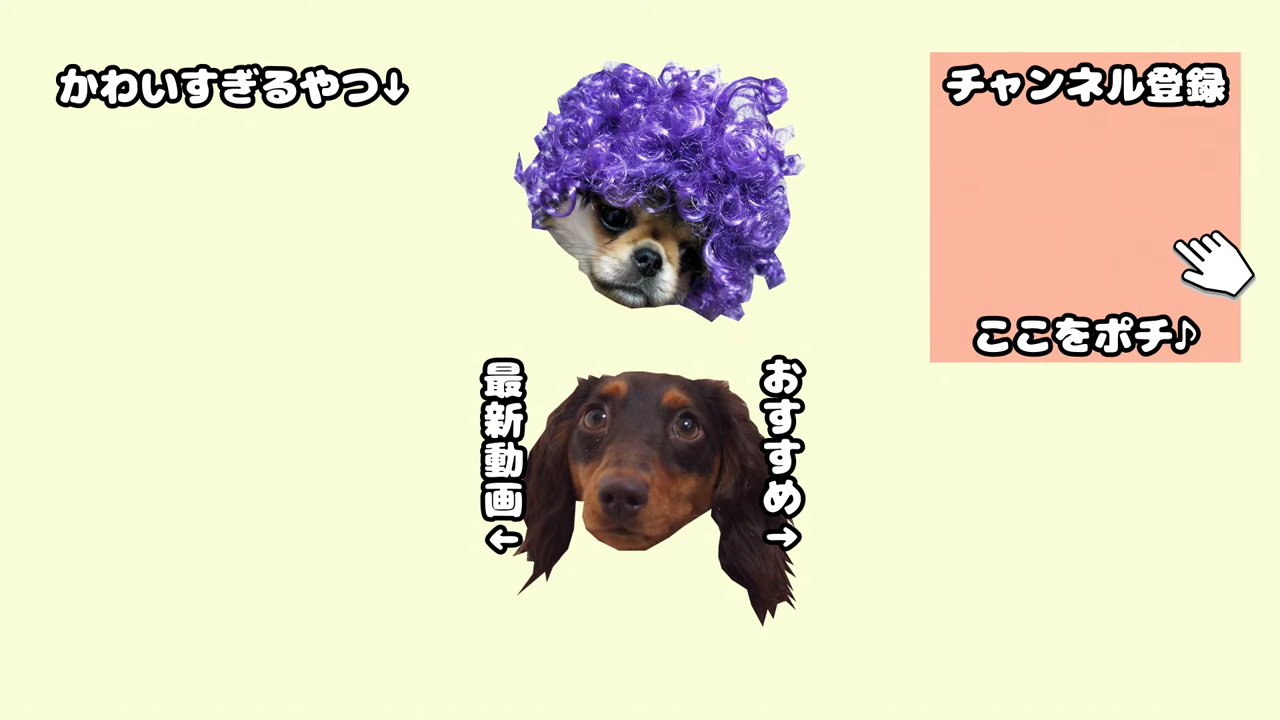 かわいすぎるやつ↓
チャンネル登録
ここをポチ♪
最新動画←
おすすめ→